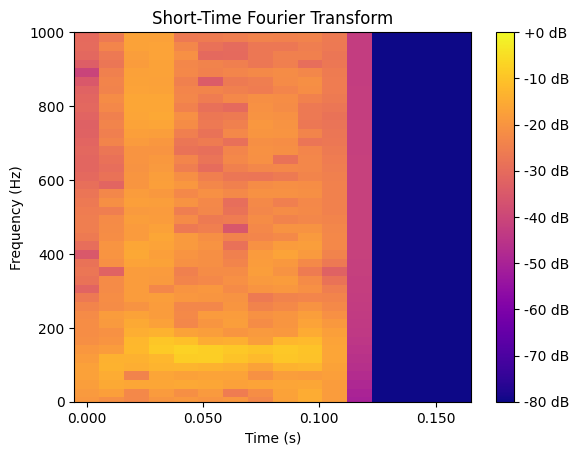 Short-Time Fourier Transform
1000
800
600
400
200
0
Frequency (Hz)
0.000
0.050
0.100
0.150
Time (s)
+0 dB
-10 dB
-20 dB
-30 dB
-40 dB
-50 dB
-60 dB
-70 dB
-80 dB